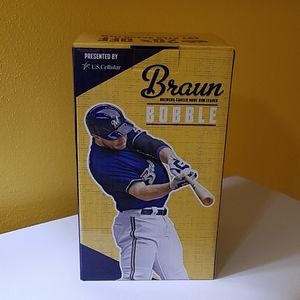 PRESENTED BY
U.S. Cellular
Braun
BREWERS CAREER HOME RUN LEADER
BOBBLE